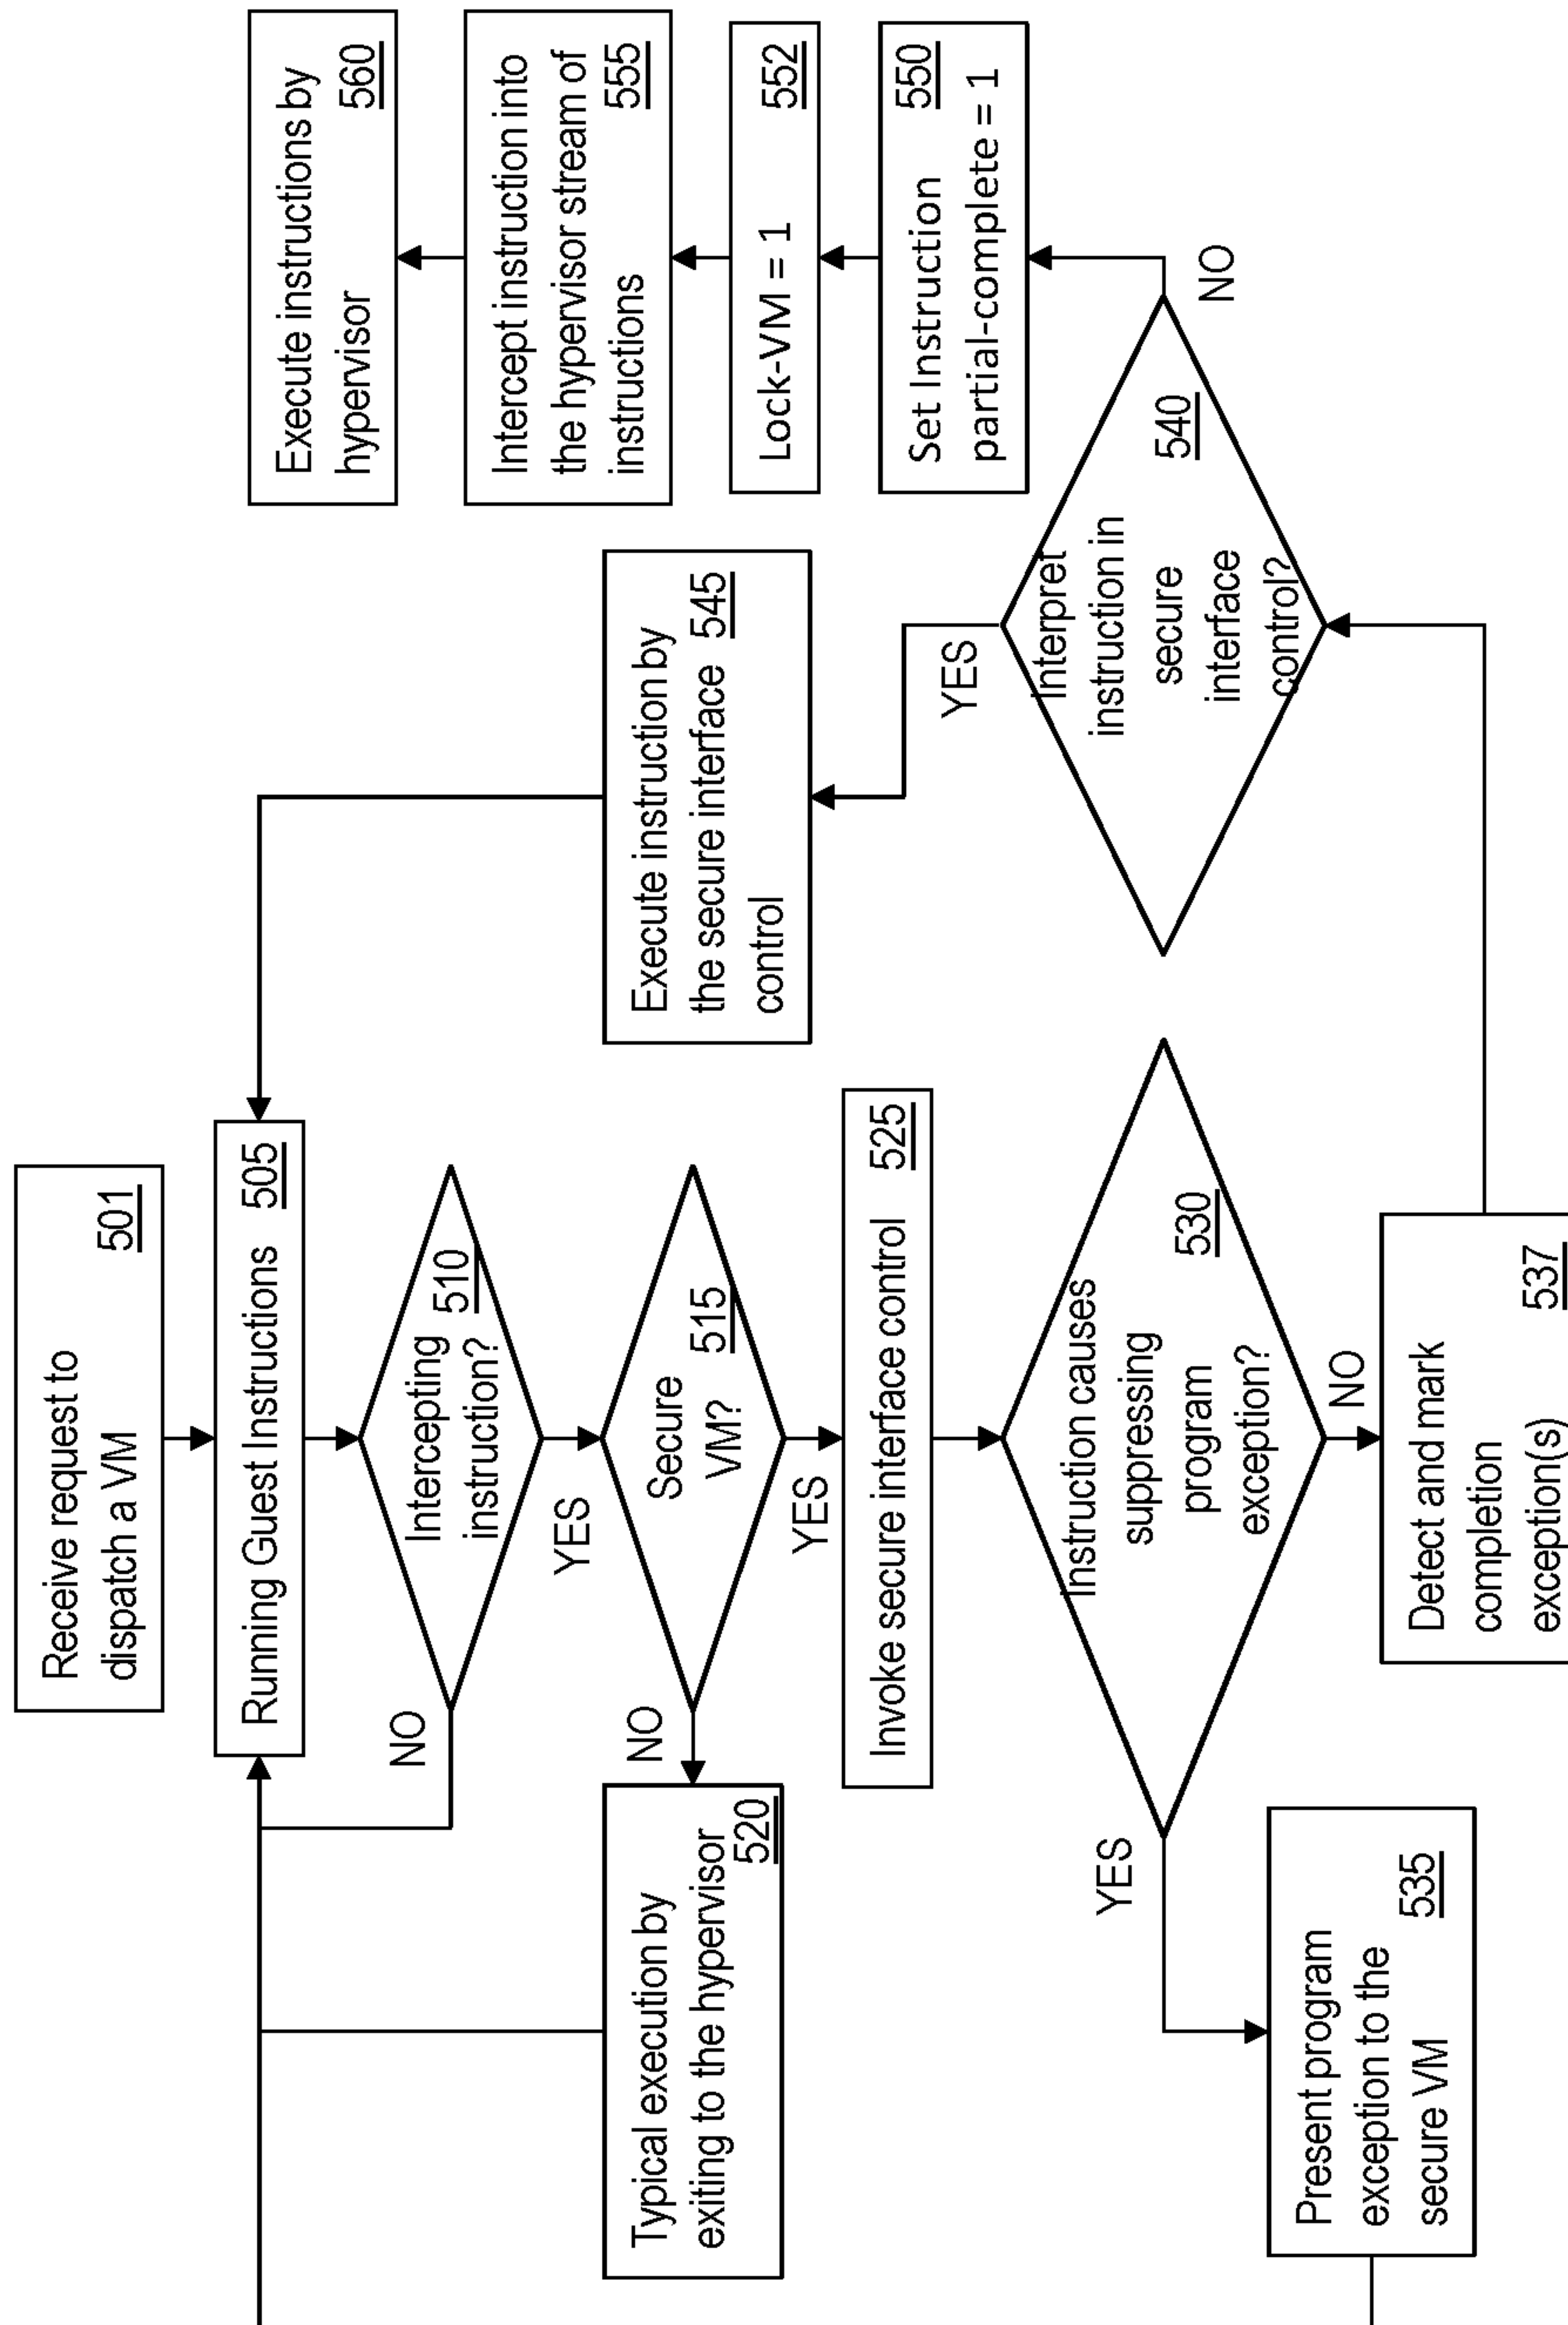 Receive request to
dispatch a VM
501
Running Guest Instructions 505
Intercepting
instruction?
510
NO
YES
Secure
VM?
515
NO
YES
Typical execution by
exiting to the hypervisor
520
Invoke secure interface control 525
Instruction causes
suppressing
program
exception?
530
YES
NO
Present program
exception to the
secure VM
535
Detect and mark
completion
exception(s)
537
Interpret
instruction in
secure
interface
control?
540
YES
NO
Execute instruction by
the secure interface 545
control
Set Instruction 550
partial-complete = 1
Lock-VM = 1 552
Intercept instruction into
the hypervisor stream of
instructions 555
Execute instructions by
hypervisor 560